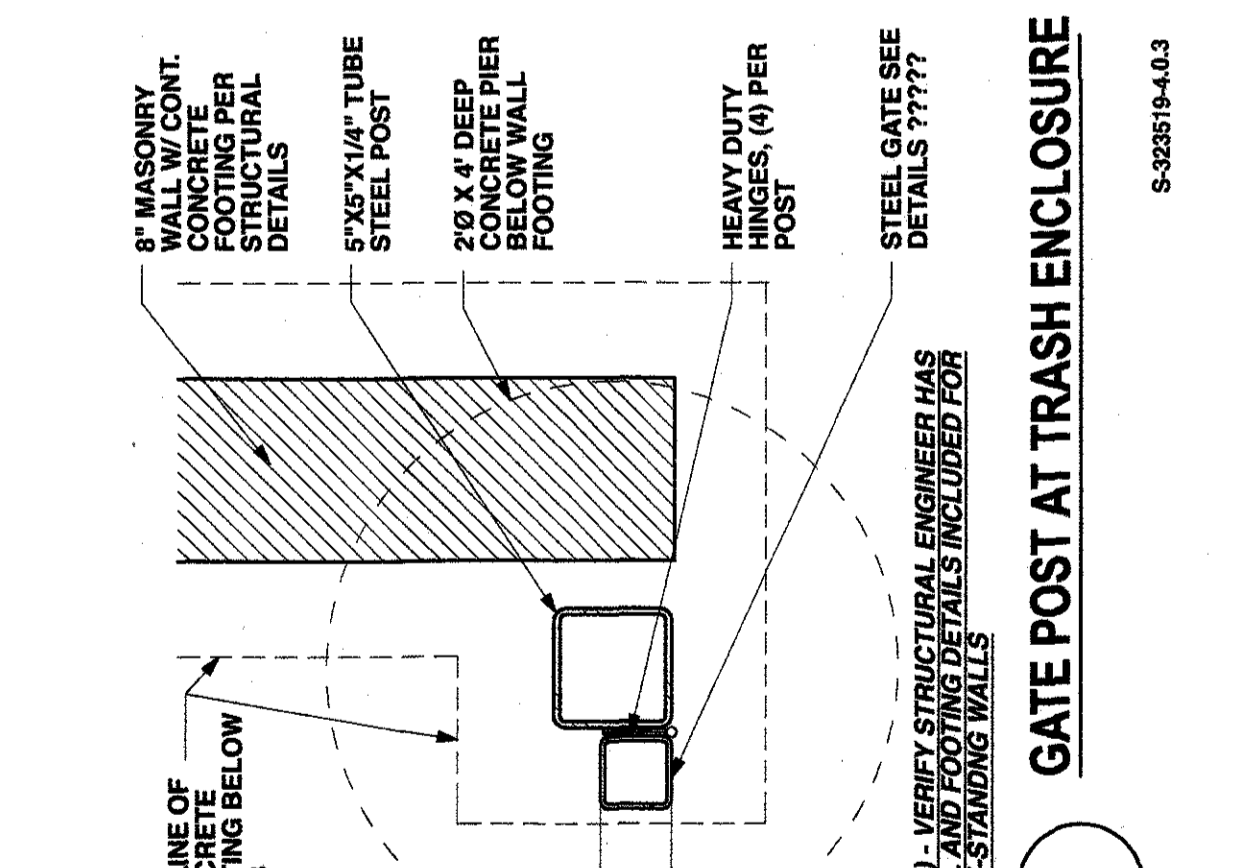 8" MASONRY
WALL W/ CONT.
CONCRETE
FOOTING PER
STRUCTURAL
DETAILS
5"X5"X1/4" TUBE
STEEL POST
2'Ø X 4' DEEP
CONCRETE PIER
BELOW WALL
FOOTING
HEAVY DUTY
HINGES, (4) PER
POST
STEEL GATE SEE
DETAILS ?????
INE OF
CRETE
TING BELOW
) - VERIFY STRUCTURAL ENGINEER HAS
AND FOOTING DETAILS INCLUDED FOR
-STANDNG WALLS
GATE POST AT TRASH ENCLOSURE
S-323519-4.0.3